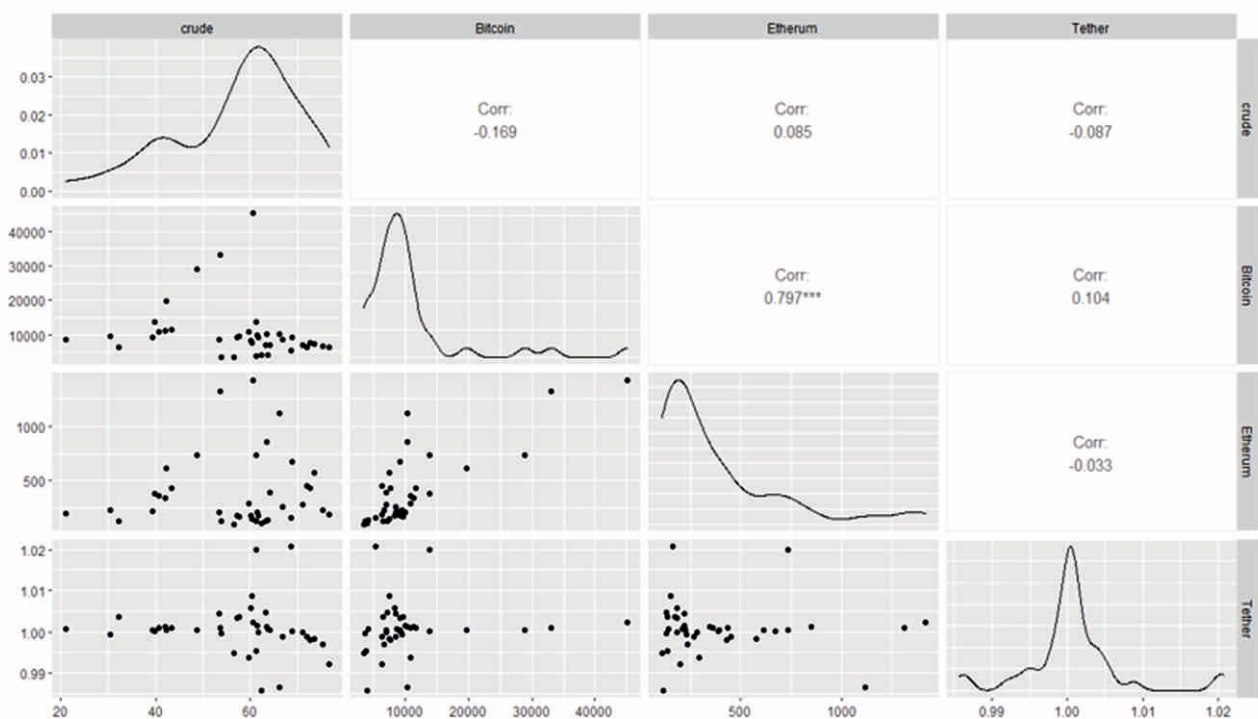 crude Bitcoin Etherum Tether
0.03
0.02
0.01
0.00
Corr:
-0.169
Corr:
0.085
Corr:
-0.087
crude
40000
30000
20000
10000
Corr:
0.797***
Corr:
0.104
Bitcoin
1000
500
Corr:
-0.033
Etherum
1.02
1.01
1.00
0.99
Tether
20 40 60 10000 20000 30000 40000 500 1000 0.99 1.00 1.01 1.02